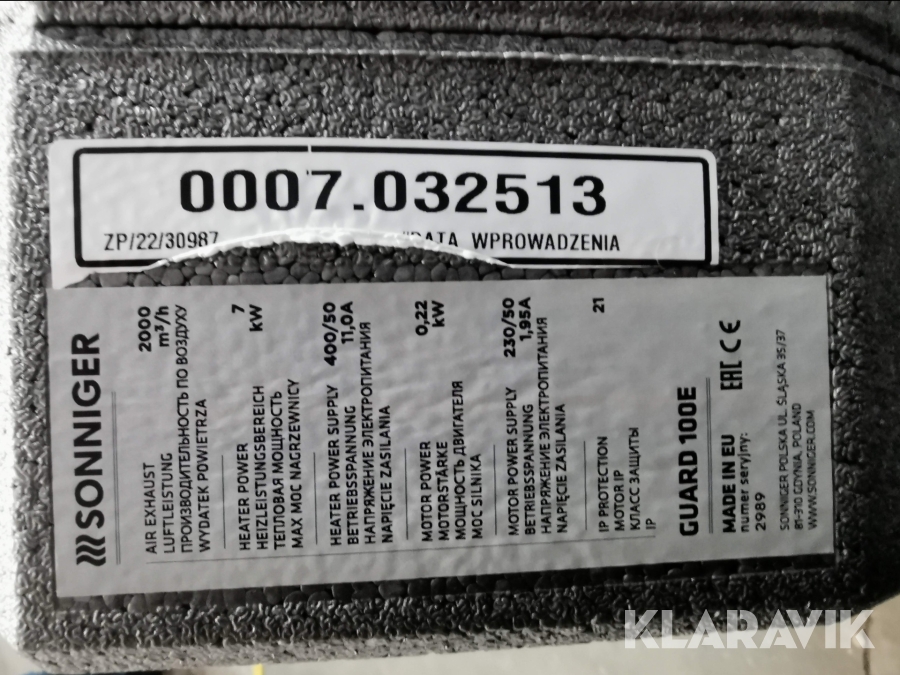 0007.032513
ZP/22/30987 DATA WPROWADZENIA
SONNIGER
AIR EXHAUST 2000
LUFTLEISTUNG m³/h
ПРОИЗВОДИТЕЛЬНОСТЬ ПО ВОЗДУХУ
WYDATEK POWIETRZA
HEATER POWER 7
HEIZLEISTUNGSBEREICH kW
ТЕПЛОВАЯ МОЩНОСТЬ
MAX MOC NAGRZEWNICY
HEATER POWER SUPPLY 400/50
BETRIEBSSPANNUNG 11,0A
НАПРЯЖЕНИЕ ЭЛЕКТРОПИТАНИЯ
NAPIĘCIE ZASILANIA
MOTOR POWER 0,22
MOTORSTÄRKE kW
МОЩНОСТЬ ДВИГАТЕЛЯ
MOC SILNIKA
MOTOR POWER SUPPLY 230/50
BETRIEBSSPANNUNG 1,95A
НАПРЯЖЕНИЕ ЭЛЕКТРОПИТАНИЯ
NAPIĘCIE ZASILANIA
IP PROTECTION 21
MOTOR IP
КЛАСС ЗАЩИТЫ
IP
GUARD 100E
MADE IN EU EAC CE
numer seryjny:
2989
SONNIGER POLSKA UL. ŚLĄSKA 35/37
81-310 GDYNIA, POLAND
WWW.SONNIGER.COM
KLARAVIK